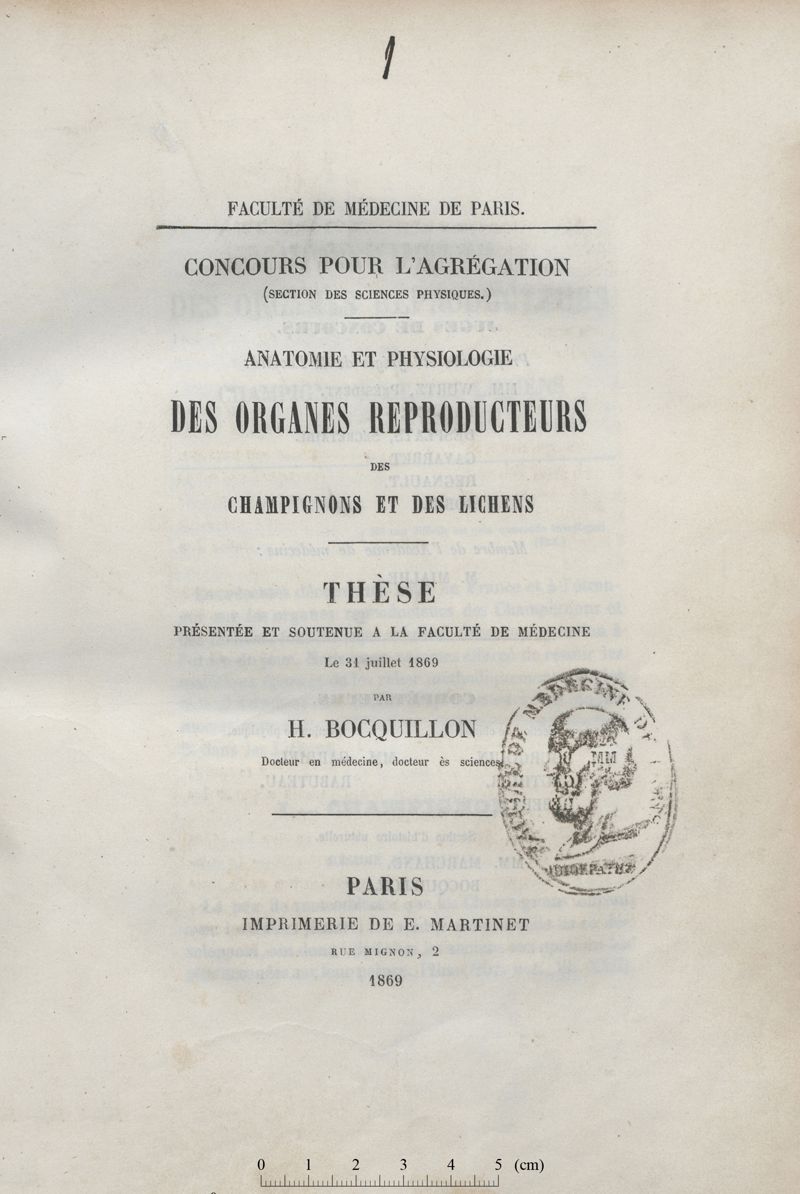 1
FACULTÉ DE MÉDECINE DE PARIS.
CONCOURS POUR L'AGRÉGATION
(SECTION DES SCIENCES PHYSIQUES.)
ANATOMIE ET PHYSIOLOGIE
DES ORGANES REPRODUCTEURS
DES
CHAMPIGNONS ET DES LICHENS
THÈSE
PRÉSENTÉE ET SOUTENUE A LA FACULTÉ DE MÉDECINE
Le 31 juillet 1869
PAR
H. BOCQUILLON
Docteur en médecine, docteur ès sciences
MÉDECINE DE
PARIS
IMPRIMERIE DE E. MARTINET
RUE MIGNON, 2
1869
0 1 2 3 4 5 (cm)